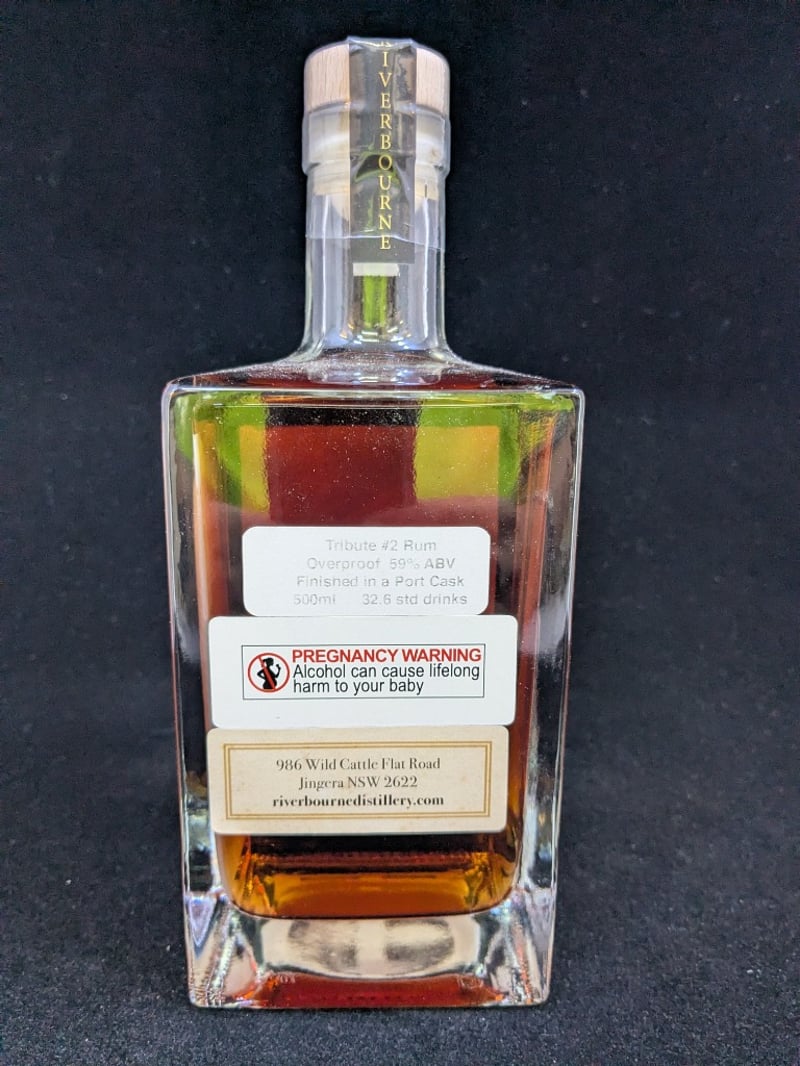 RIVERBOURNE
Tribute #2 Rum
Overproof 59% ABV
Finished in a Port Cask
500ml 32.6 std drinks
PREGNANCY WARNING
Alcohol can cause lifelong
harm to your baby
986 Wild Cattle Flat Road
Jingera NSW 2622
riverbournedistillery.com